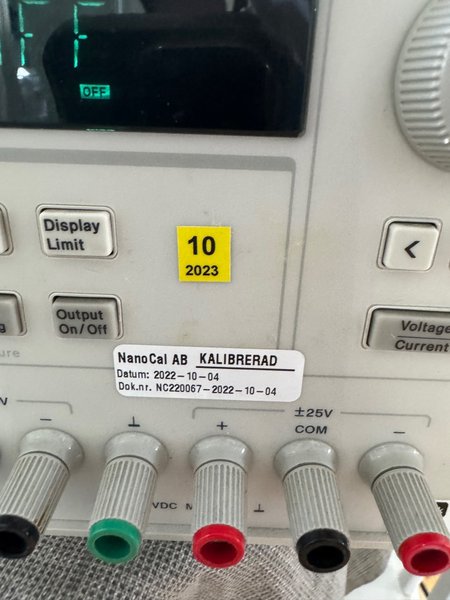 OFF
Display
Limit
10
2023
<
Output
On/Off
Voltage
Current
NanoCal AB KALIBRERAD
Datum: 2022-10-04
Dok.nr. NC220067-2022-10-04
±25V
- ⊥ + COM -
VDC
⊥